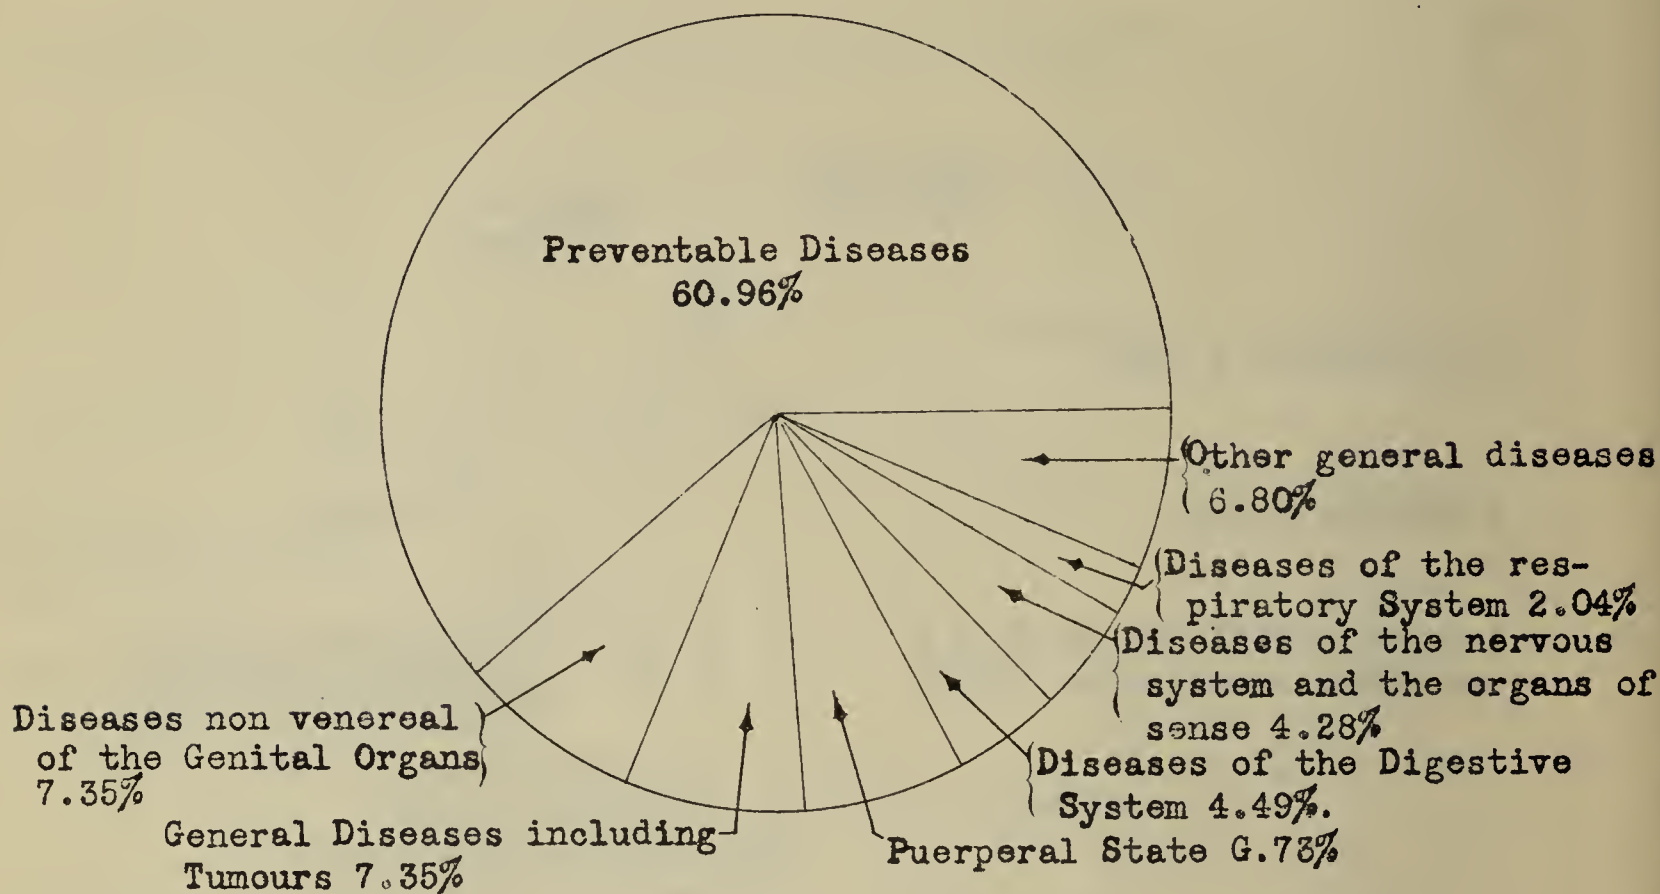 Preventable Diseases
60.96%
Other general diseases
6.80%
Diseases of the res-
piratory System 2.04%
Diseases of the nervous
system and the organs of
sense 4.28%
Diseases of the Digestive
System 4.49%.
Puerperal State G.73%
General Diseases including
Tumours 7.35%
Diseases non venereal
of the Genital Organs
7.35%